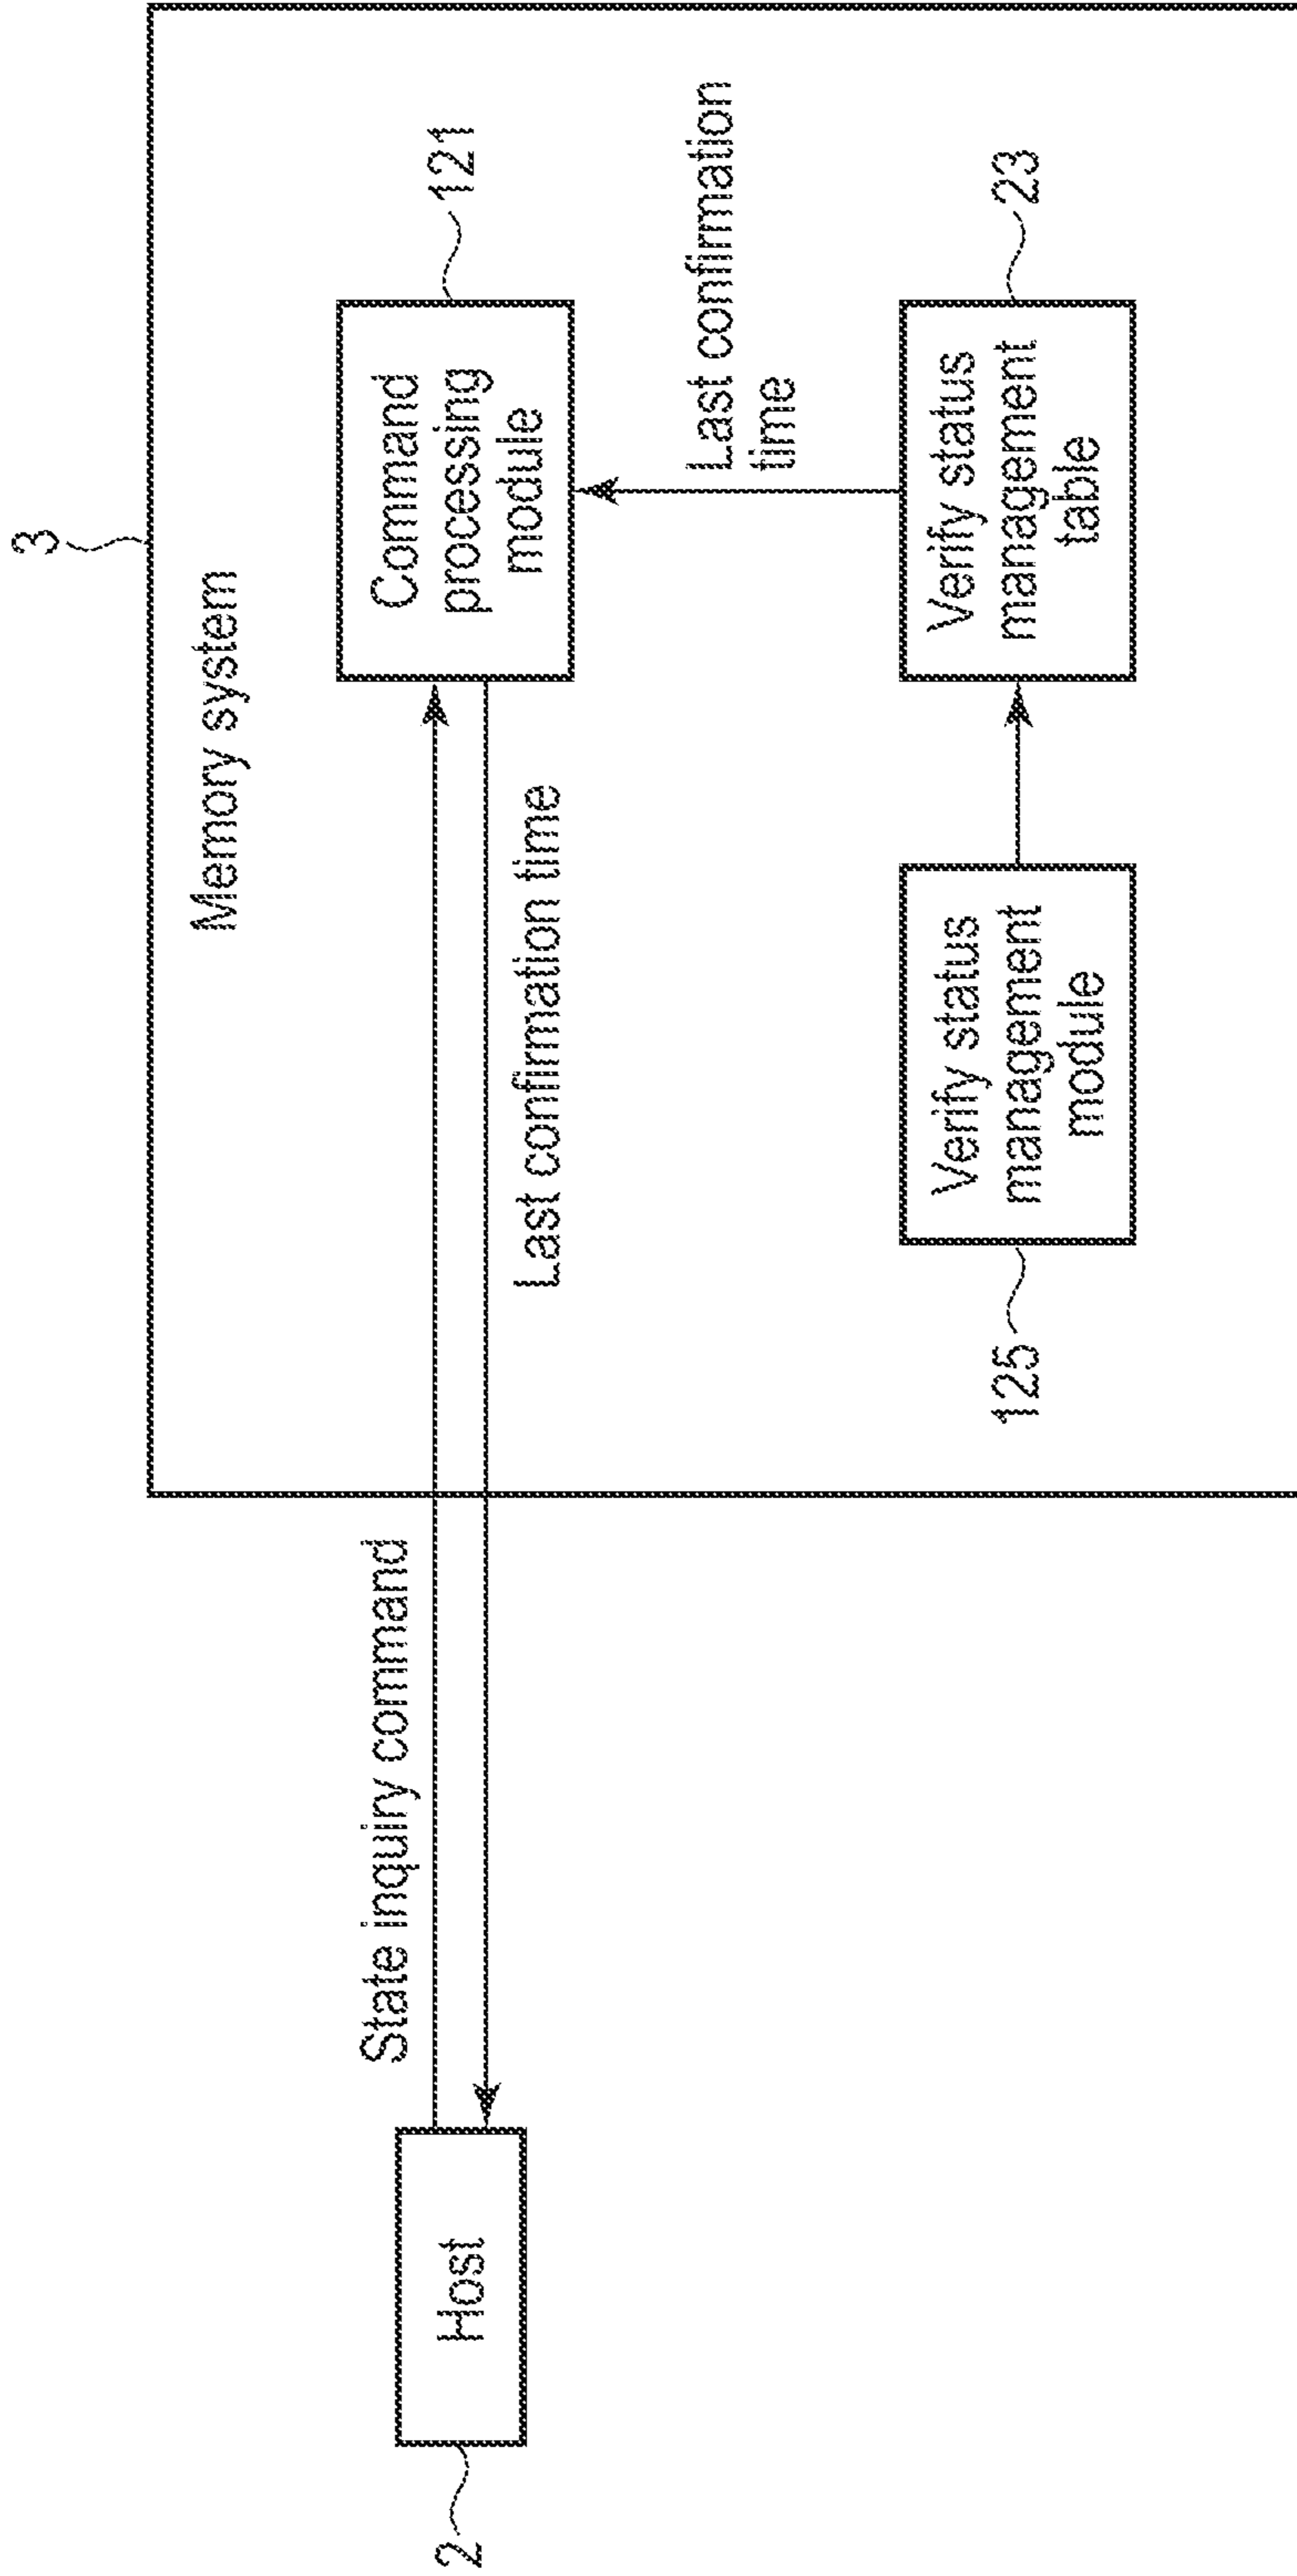 3
Memory system
2
Host
State inquiry command
Last confirmation time
Command
processing
module
121
Last confirmation
time
125
Verify status
management
module
Verify status
management
table
23